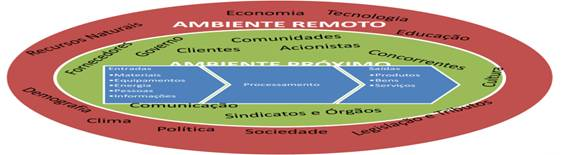 Economia
Tecnologia
AMBIENTE REMOTO
Recursos Naturais
Educação
Comunidades
Governo
Clientes
Acionistas
Fornecedores
Concorrentes
AMBIENTE PRÓXIMO
Entradas
•Materiais
•Equipamentos
•Energia
•Pessoas
•Informações
Processamento
Saídas
•Produtos
•Bens
•Serviços
Cultura
Comunicação
Sindicatos e Órgãos
Demografia
Clima
Política
Sociedade
Legislação e Tributos